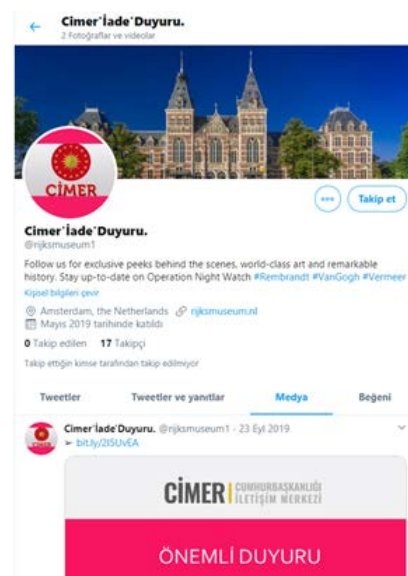 Cimer'İade'Duyuru.
2 Fotoğraflar ve videolar
CİMER
Takip et
Cimer'İade'Duyuru.
@rijksmuseum1
Follow us for exclusive peeks behind the scenes, world-class art and remarkable
history. Stay up-to-date on Operation Night Watch #Rembrandt #VanGogh #Vermeer
Kişisel bilgileri çevir
Amsterdam, the Netherlands rijksmuseum.nl
Mayıs 2019 tarihinde katıldı
0 Takip edilen 17 Takipçi
Takip ettiğin kimse tarafından takip edilmiyor
Tweetler Tweetler ve yanıtlar Medya Beğeni
Cimer'İade'Duyuru. @rijksmuseum1 · 23 Eyl 2019
➢ bit.ly/2I5UvEA
CİMER CUMHURBAŞKANLIĞI
İLETİŞİM MERKEZİ
ÖNEMLİ DUYURU